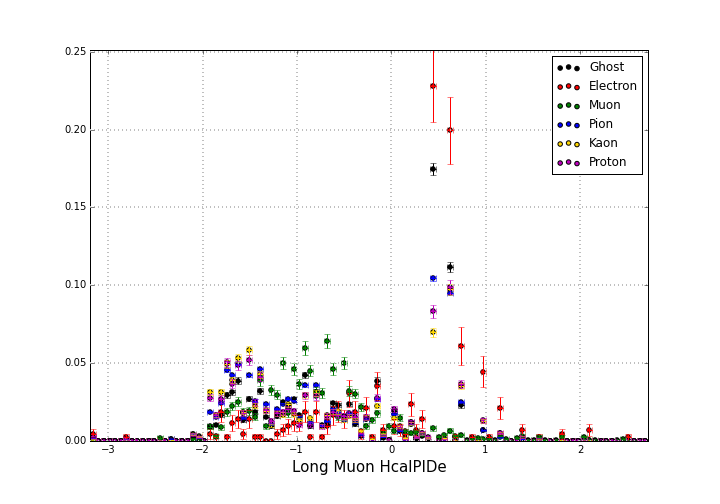 0.25
0.20
0.15
0.10
0.05
0.00
−3
−2
−1
0
1
2
Long Muon HcalPIDe
Ghost
Electron
Muon
Pion
Kaon
Proton